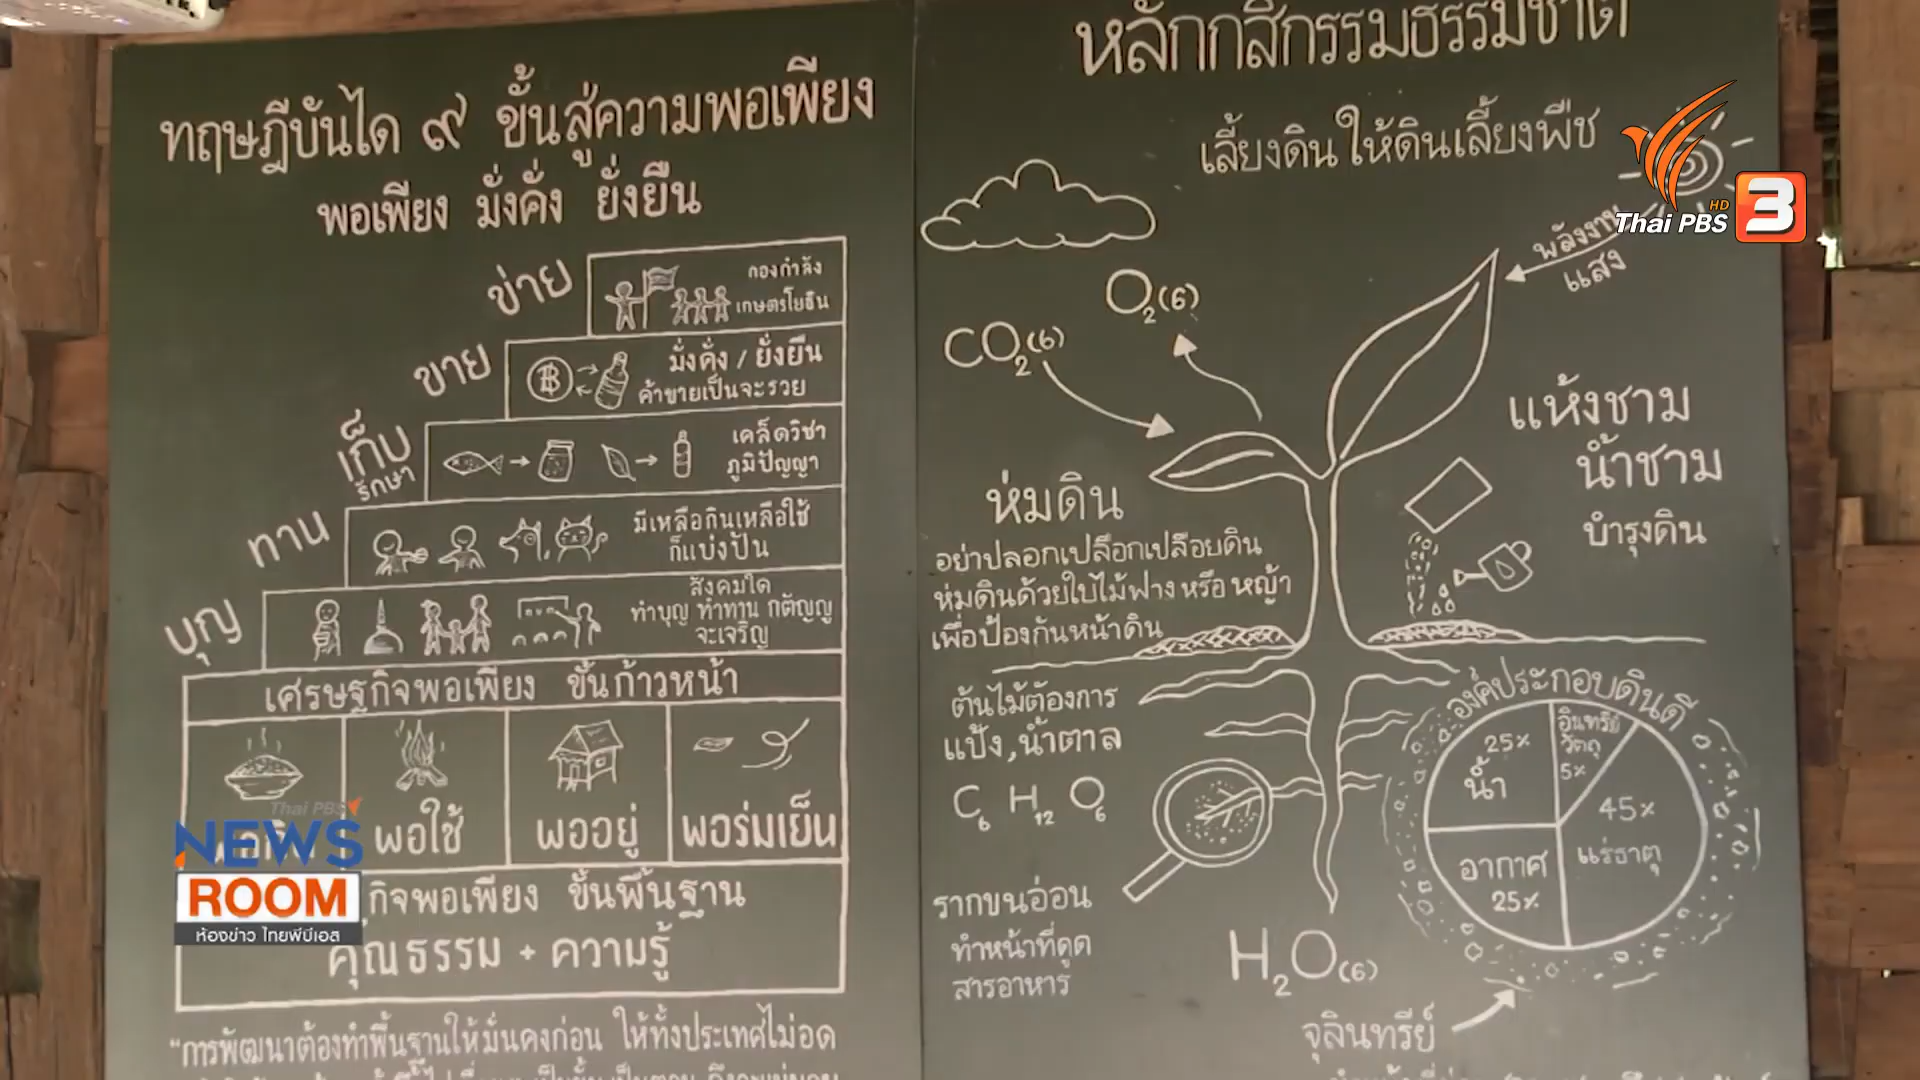 ทฤษฎีบันได ๙ ขั้นสู่ความพอเพียง
พอเพียง มั่งคั่ง ยั่งยืน
ข่าย
กองกำลัง
เกษตรโยธิน
ขาย
มั่งคั่ง / ยั่งยืน
ค้าขายเป็นจะรวย
เก็บ
รักษา
เคล็ดวิชา
ภูมิปัญญา
ทาน
มีเหลือกินเหลือใช้
ก็แบ่งปัน
บุญ
สังคมใด
ทำบุญ ทำทาน กตัญญู
จะเจริญ
เศรษฐกิจพอเพียง ขั้นก้าวหน้า
พอใช้
พออยู่
พอร่มเย็น
กิจพอเพียง ขั้นพื้นฐาน
คุณธรรม + ความรู้
"การพัฒนาต้องทำพื้นฐานให้มั่นคงก่อน ให้ทั้งประเทศไม่อด
หลักกสิกรรมธรรมชาติ
เลี้ยงดิน ให้ดินเลี้ยงพืช
พลังงาน
แสง
O2(6)
CO2(6)
แห้งชาม
น้ำชาม
บำรุงดิน
ห่มดิน
อย่าปลอกเปลือกเปลือยดิน
ห่มดินด้วยใบไม้ฟาง หรือ หญ้า
เพื่อป้องกันหน้าดิน
ต้นไม้ต้องการ
แป้ง, น้ำตาล
C6 H12 O6
รากขนอ่อน
ทำหน้าที่ดูด
สารอาหาร
H2O(6)
องค์ประกอบดินดี
25%
น้ำ
อินทรีย์
วัตถุ
5%
45%
แร่ธาตุ
อากาศ
25%
จุลินทรีย์
Thai PBS HD 3
Thai PBS
NEWS
ROOM
ห้องข่าว ไทยพีบีเอส